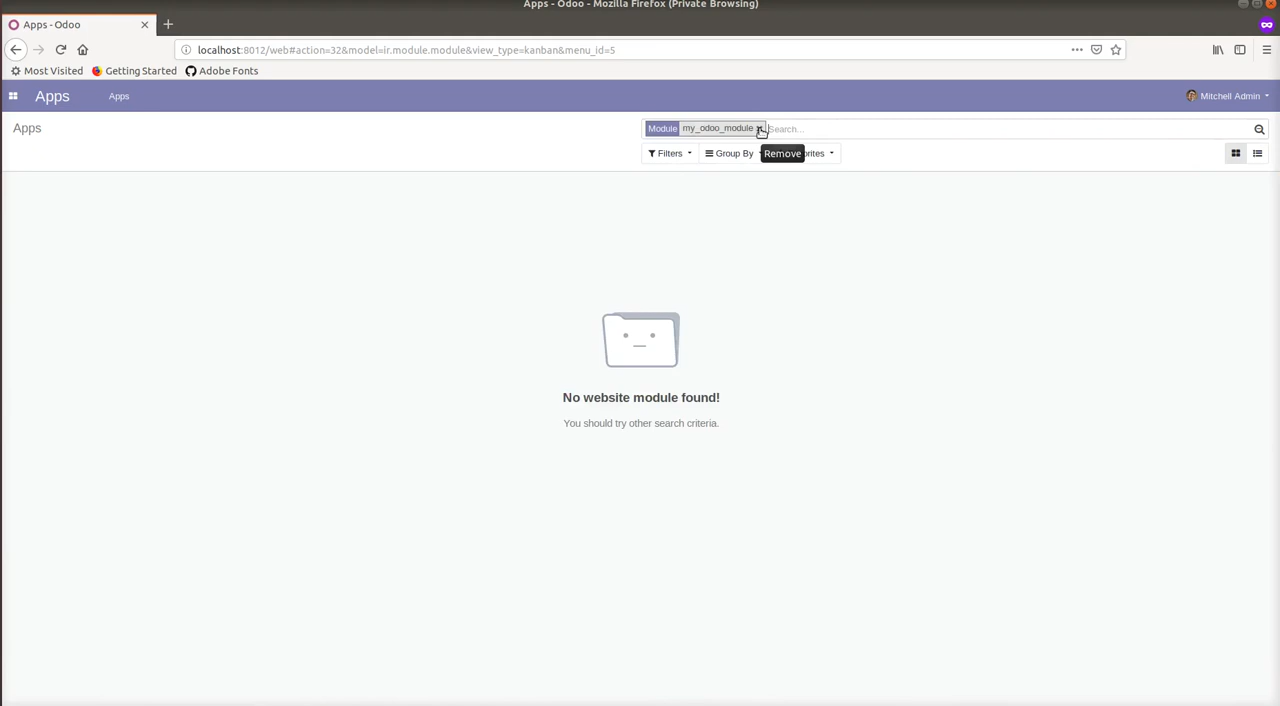 Apps - Odoo - Mozilla Firefox (Private Browsing)
Apps - Odoo
localhost:8012/web#action=32&model=ir.module.module&view_type=kanban&menu_id=5
Most Visited Getting Started Adobe Fonts
Apps Apps Mitchell Admin
Apps
Module my_odoo_module Search...
Filters Group By Remove
No website module found!
You should try other search criteria.